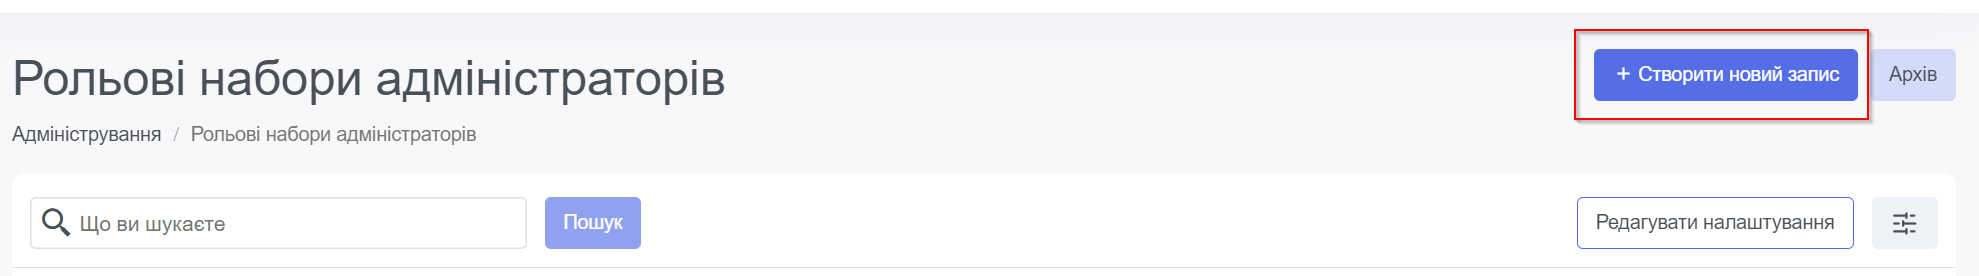 Рольові набори адміністраторів
+ Створити новий запис
Архів
Адміністрування / Рольові набори адміністраторів
Що ви шукаєте
Пошук
Редагувати налаштування